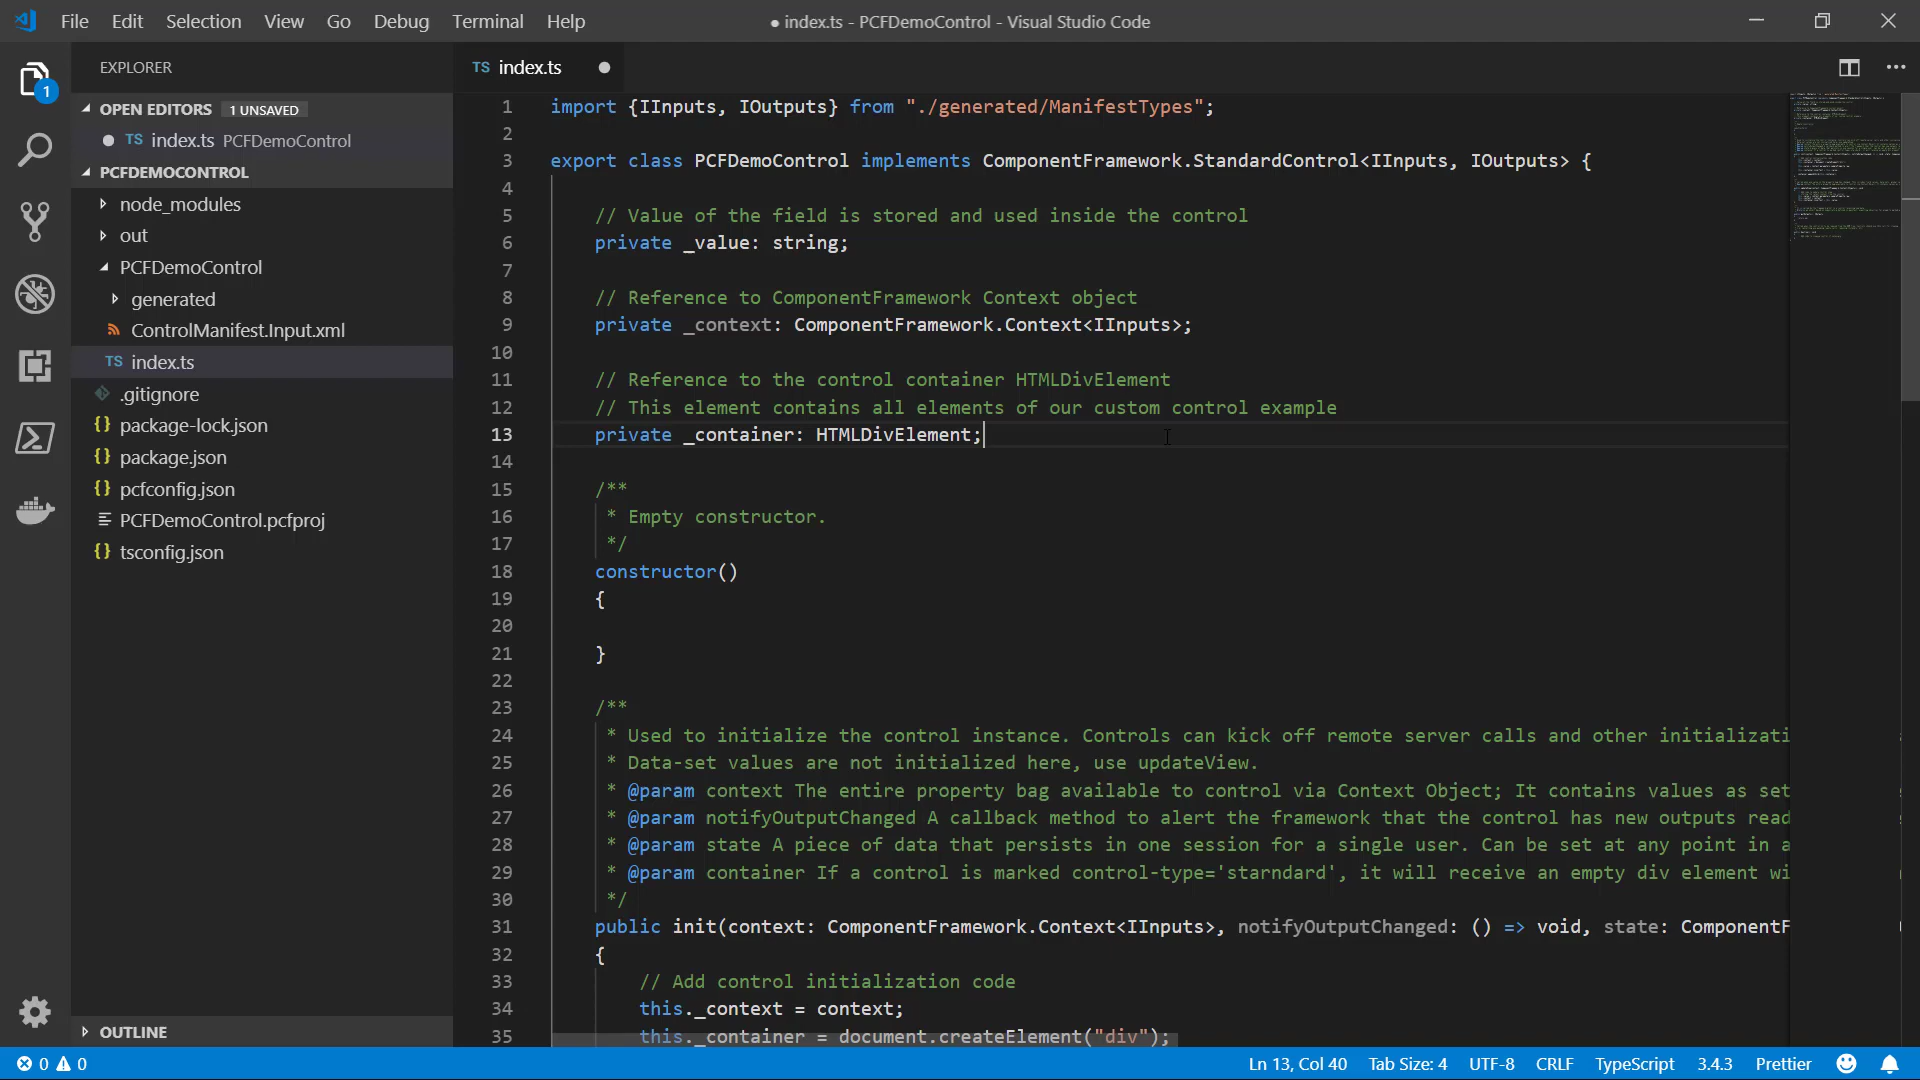 File Edit Selection View Go Debug Terminal Help
● index.ts - PCFDemoControl - Visual Studio Code
1
EXPLORER
OPEN EDITORS 1 UNSAVED
TS index.ts PCFDemoControl
PCFDEMOCONTROL
node_modules
out
PCFDemoControl
generated
ControlManifest.Input.xml
TS index.ts
.gitignore
{} package-lock.json
{} package.json
{} pcfconfig.json
PCFDemoControl.pcfproj
{} tsconfig.json
OUTLINE
TS index.ts
1 import {IInputs, IOutputs} from "./generated/ManifestTypes";
2
3 export class PCFDemoControl implements ComponentFramework.StandardControl<IInputs, IOutputs> {
4
5 // Value of the field is stored and used inside the control
6 private _value: string;
7
8 // Reference to ComponentFramework Context object
9 private _context: ComponentFramework.Context<IInputs>;
10
11 // Reference to the control container HTMLDivElement
12 // This element contains all elements of our custom control example
13 private _container: HTMLDivElement;
14
15 /**
16 * Empty constructor.
17 */
18 constructor()
19 {
20
21 }
22
23 /**
24 * Used to initialize the control instance. Controls can kick off remote server calls and other initializati
25 * Data-set values are not initialized here, use updateView.
26 * @param context The entire property bag available to control via Context Object; It contains values as set
27 * @param notifyOutputChanged A callback method to alert the framework that the control has new outputs read
28 * @param state A piece of data that persists in one session for a single user. Can be set at any point in a
29 * @param container If a control is marked control-type='starndard', it will receive an empty div element wi
30 */
31 public init(context: ComponentFramework.Context<IInputs>, notifyOutputChanged: () => void, state: ComponentF
32 {
33 // Add control initialization code
34 this._context = context;
35 this._container = document.createElement("div");
0 0
Ln 13, Col 40 Tab Size: 4 UTF-8 CRLF TypeScript 3.4.3 Prettier